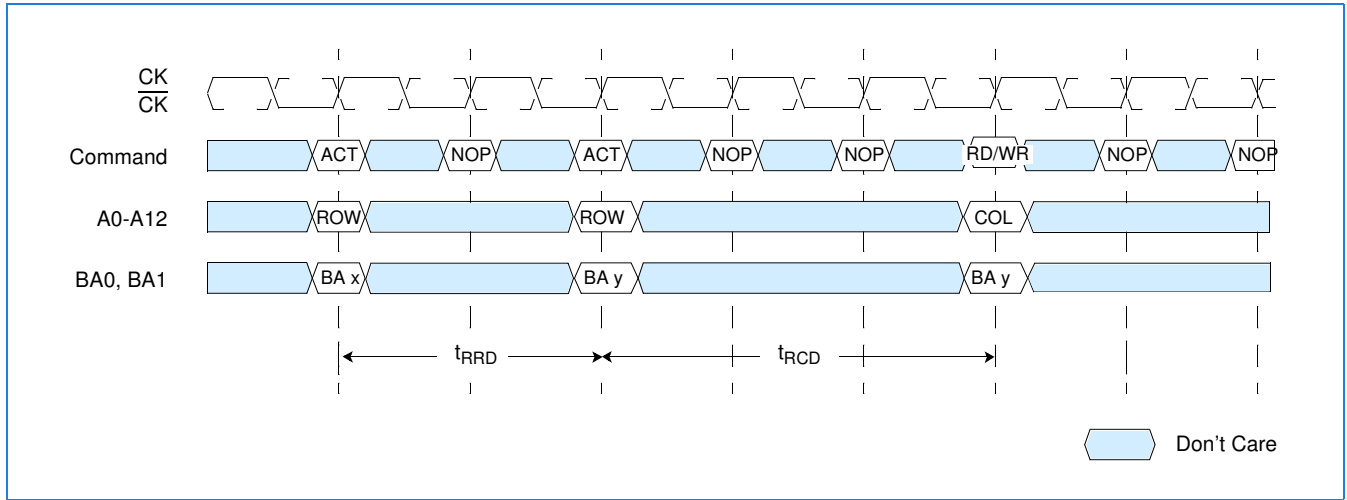 CK
CK
Command ACT NOP ACT NOP NOP RD/WR NOP NOP
A0-A12 ROW ROW COL
BA0, BA1 BA x BA y BA y
tRRD tRCD
Don't Care